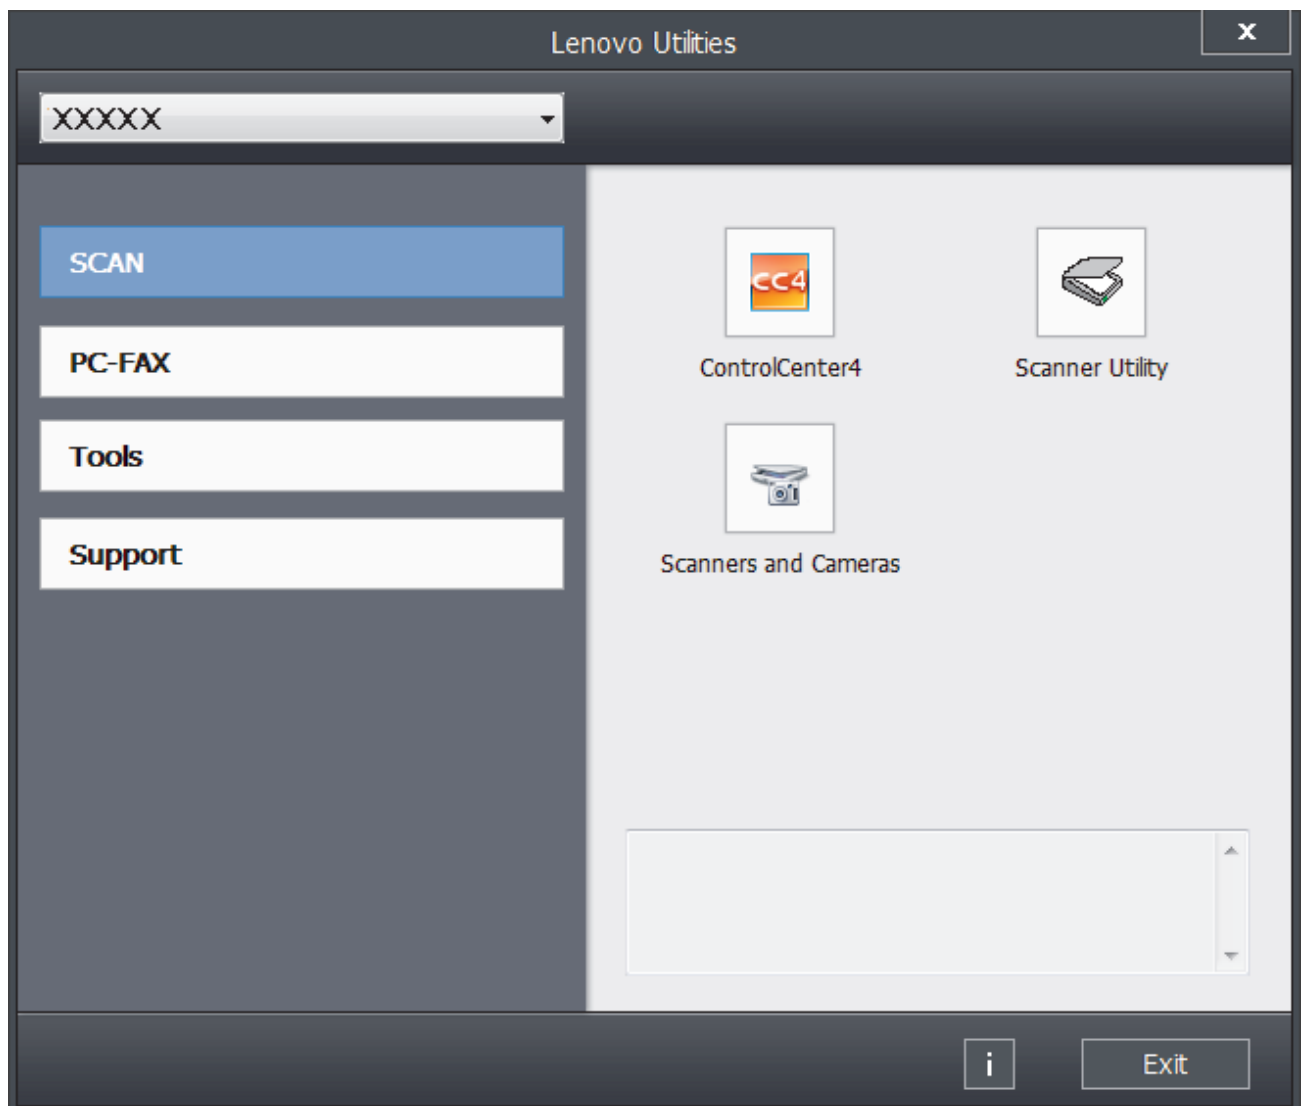 Lenovo Utilities
x
XXXXX
SCAN
PC-FAX
Tools
Support
CC4
ControlCenter4
Scanner Utility
Scanners and Cameras
i
Exit